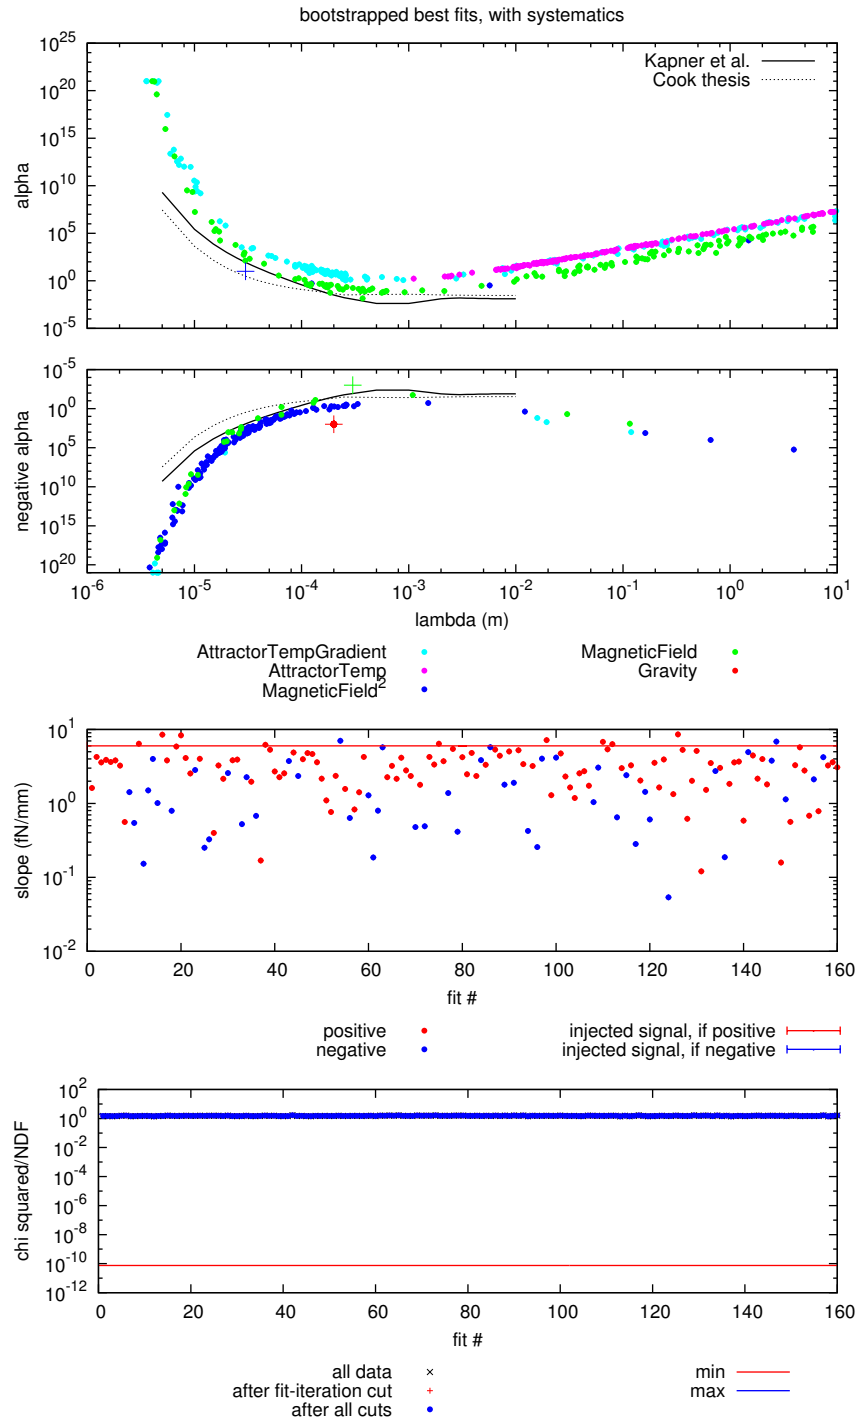 bootstrapped best fits, with systematics
10^25
10^20
10^15
10^10
10^5
10^0
10^-5
alpha
Kapner et al.
Cook thesis
10^-5
10^0
10^5
10^10
10^15
10^20
negative alpha
10^-6 10^-5 10^-4 10^-3 10^-2 10^-1 10^0 10^1
lambda (m)
AttractorTempGradient MagneticField
AttractorTemp Gravity
MagneticField^2
10^1
10^0
10^-1
10^-2
slope (fN/mm)
0 20 40 60 80 100 120 140 160
fit #
positive injected signal, if positive
negative injected signal, if negative
10^2
10^0
10^-2
10^-4
10^-6
10^-8
10^-10
10^-12
chi squared/NDF
0 20 40 60 80 100 120 140 160
fit #
all data min
after fit-iteration cut max
after all cuts